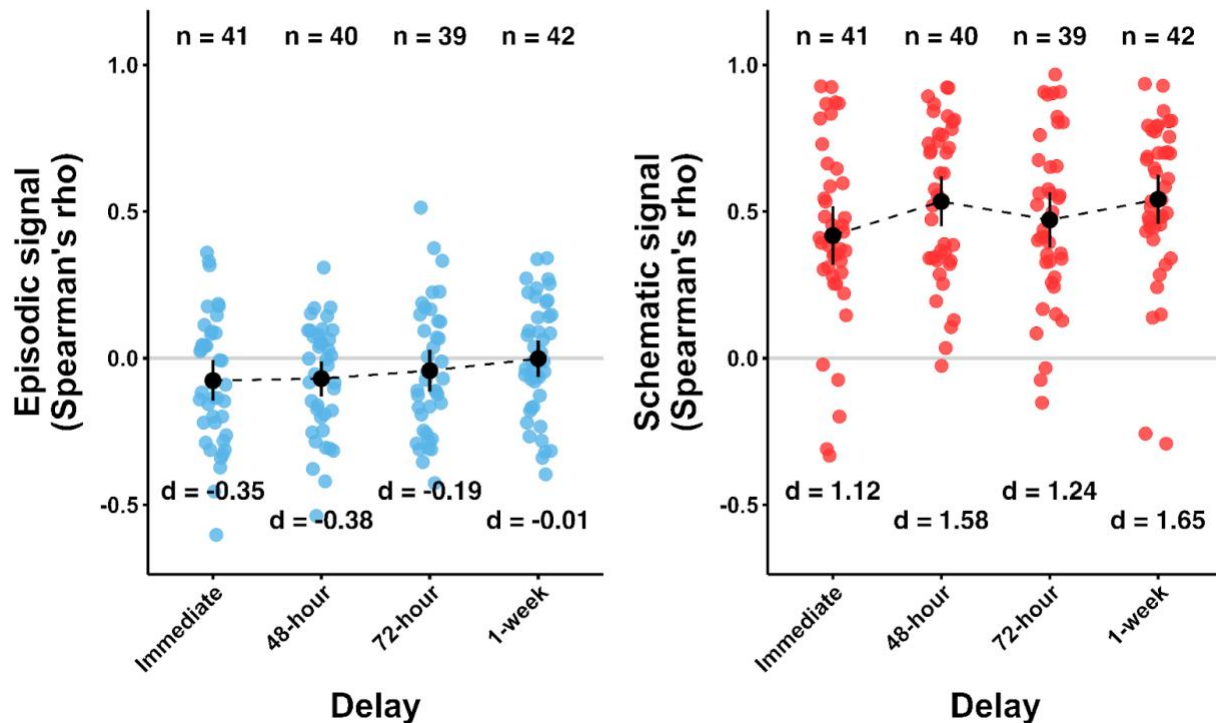 n = 41 n = 40 n = 39 n = 42
1.0
0.5
0.0
-0.5
Episodic signal
(Spearman's rho)
d = -0.35
d = -0.38
d = -0.19
d = -0.01
Immediate
48-hour
72-hour
1-week
Delay
n = 41 n = 40 n = 39 n = 42
1.0
0.5
0.0
-0.5
Schematic signal
(Spearman's rho)
d = 1.12
d = 1.58
d = 1.24
d = 1.65
Immediate
48-hour
72-hour
1-week
Delay